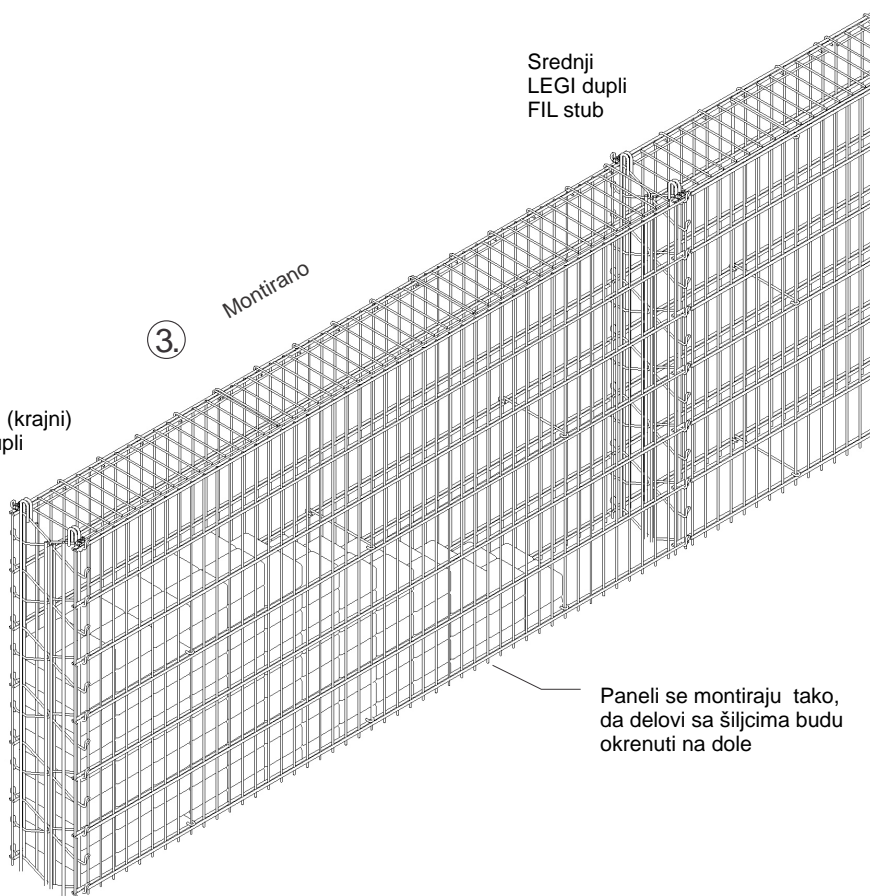 Srednji
LEGI dupli
FIL stub
Montirano
3.
(krajni)
Paneli se montiraju tako,
da delovi sa šiljcima budu
okrenuti na dole